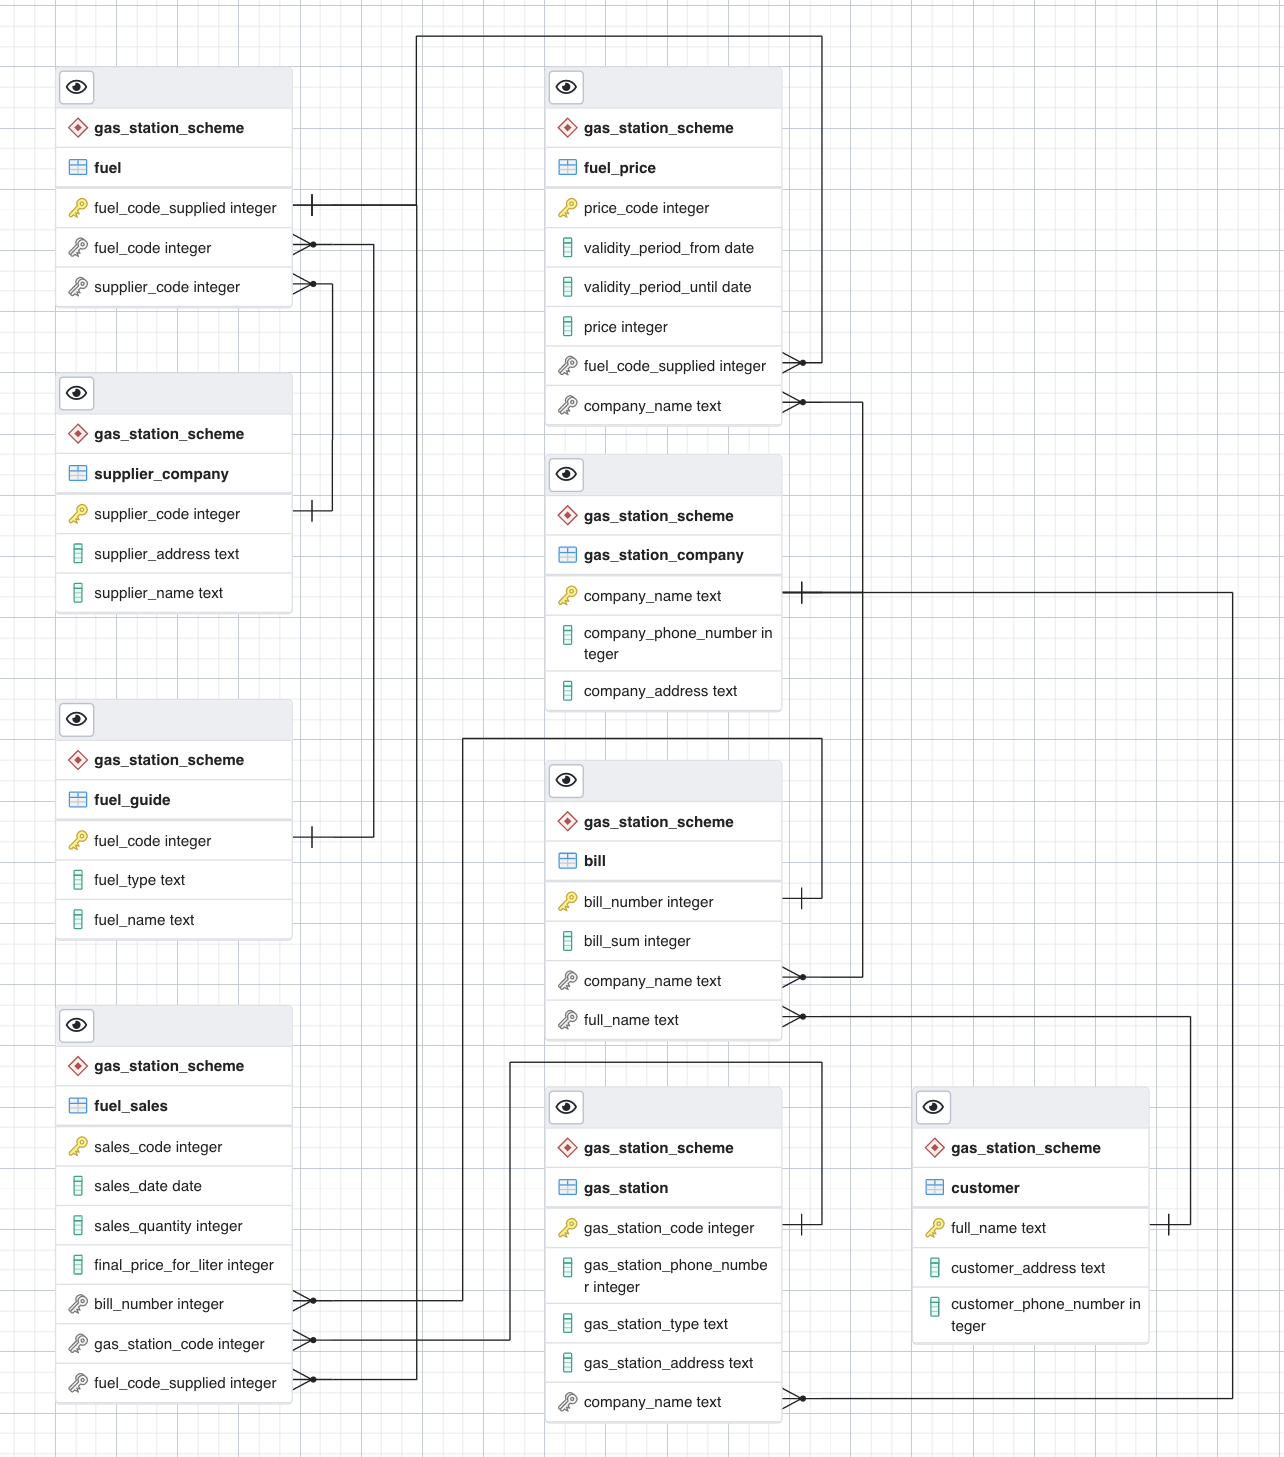 gas_station_scheme
fuel
fuel_code_supplied integer
fuel_code integer
supplier_code integer
gas_station_scheme
supplier_company
supplier_code integer
supplier_address text
supplier_name text
gas_station_scheme
fuel_guide
fuel_code integer
fuel_type text
fuel_name text
gas_station_scheme
fuel_sales
sales_code integer
sales_date date
sales_quantity integer
final_price_for_liter integer
bill_number integer
gas_station_code integer
fuel_code_supplied integer
gas_station_scheme
fuel_price
price_code integer
validity_period_from date
validity_period_until date
price integer
fuel_code_supplied integer
company_name text
gas_station_scheme
gas_station_company
company_name text
company_phone_number in
teger
company_address text
gas_station_scheme
bill
bill_number integer
bill_sum integer
company_name text
full_name text
gas_station_scheme
gas_station
gas_station_code integer
gas_station_phone_numbe
r integer
gas_station_type text
gas_station_address text
company_name text
gas_station_scheme
customer
full_name text
customer_address text
customer_phone_number in
teger